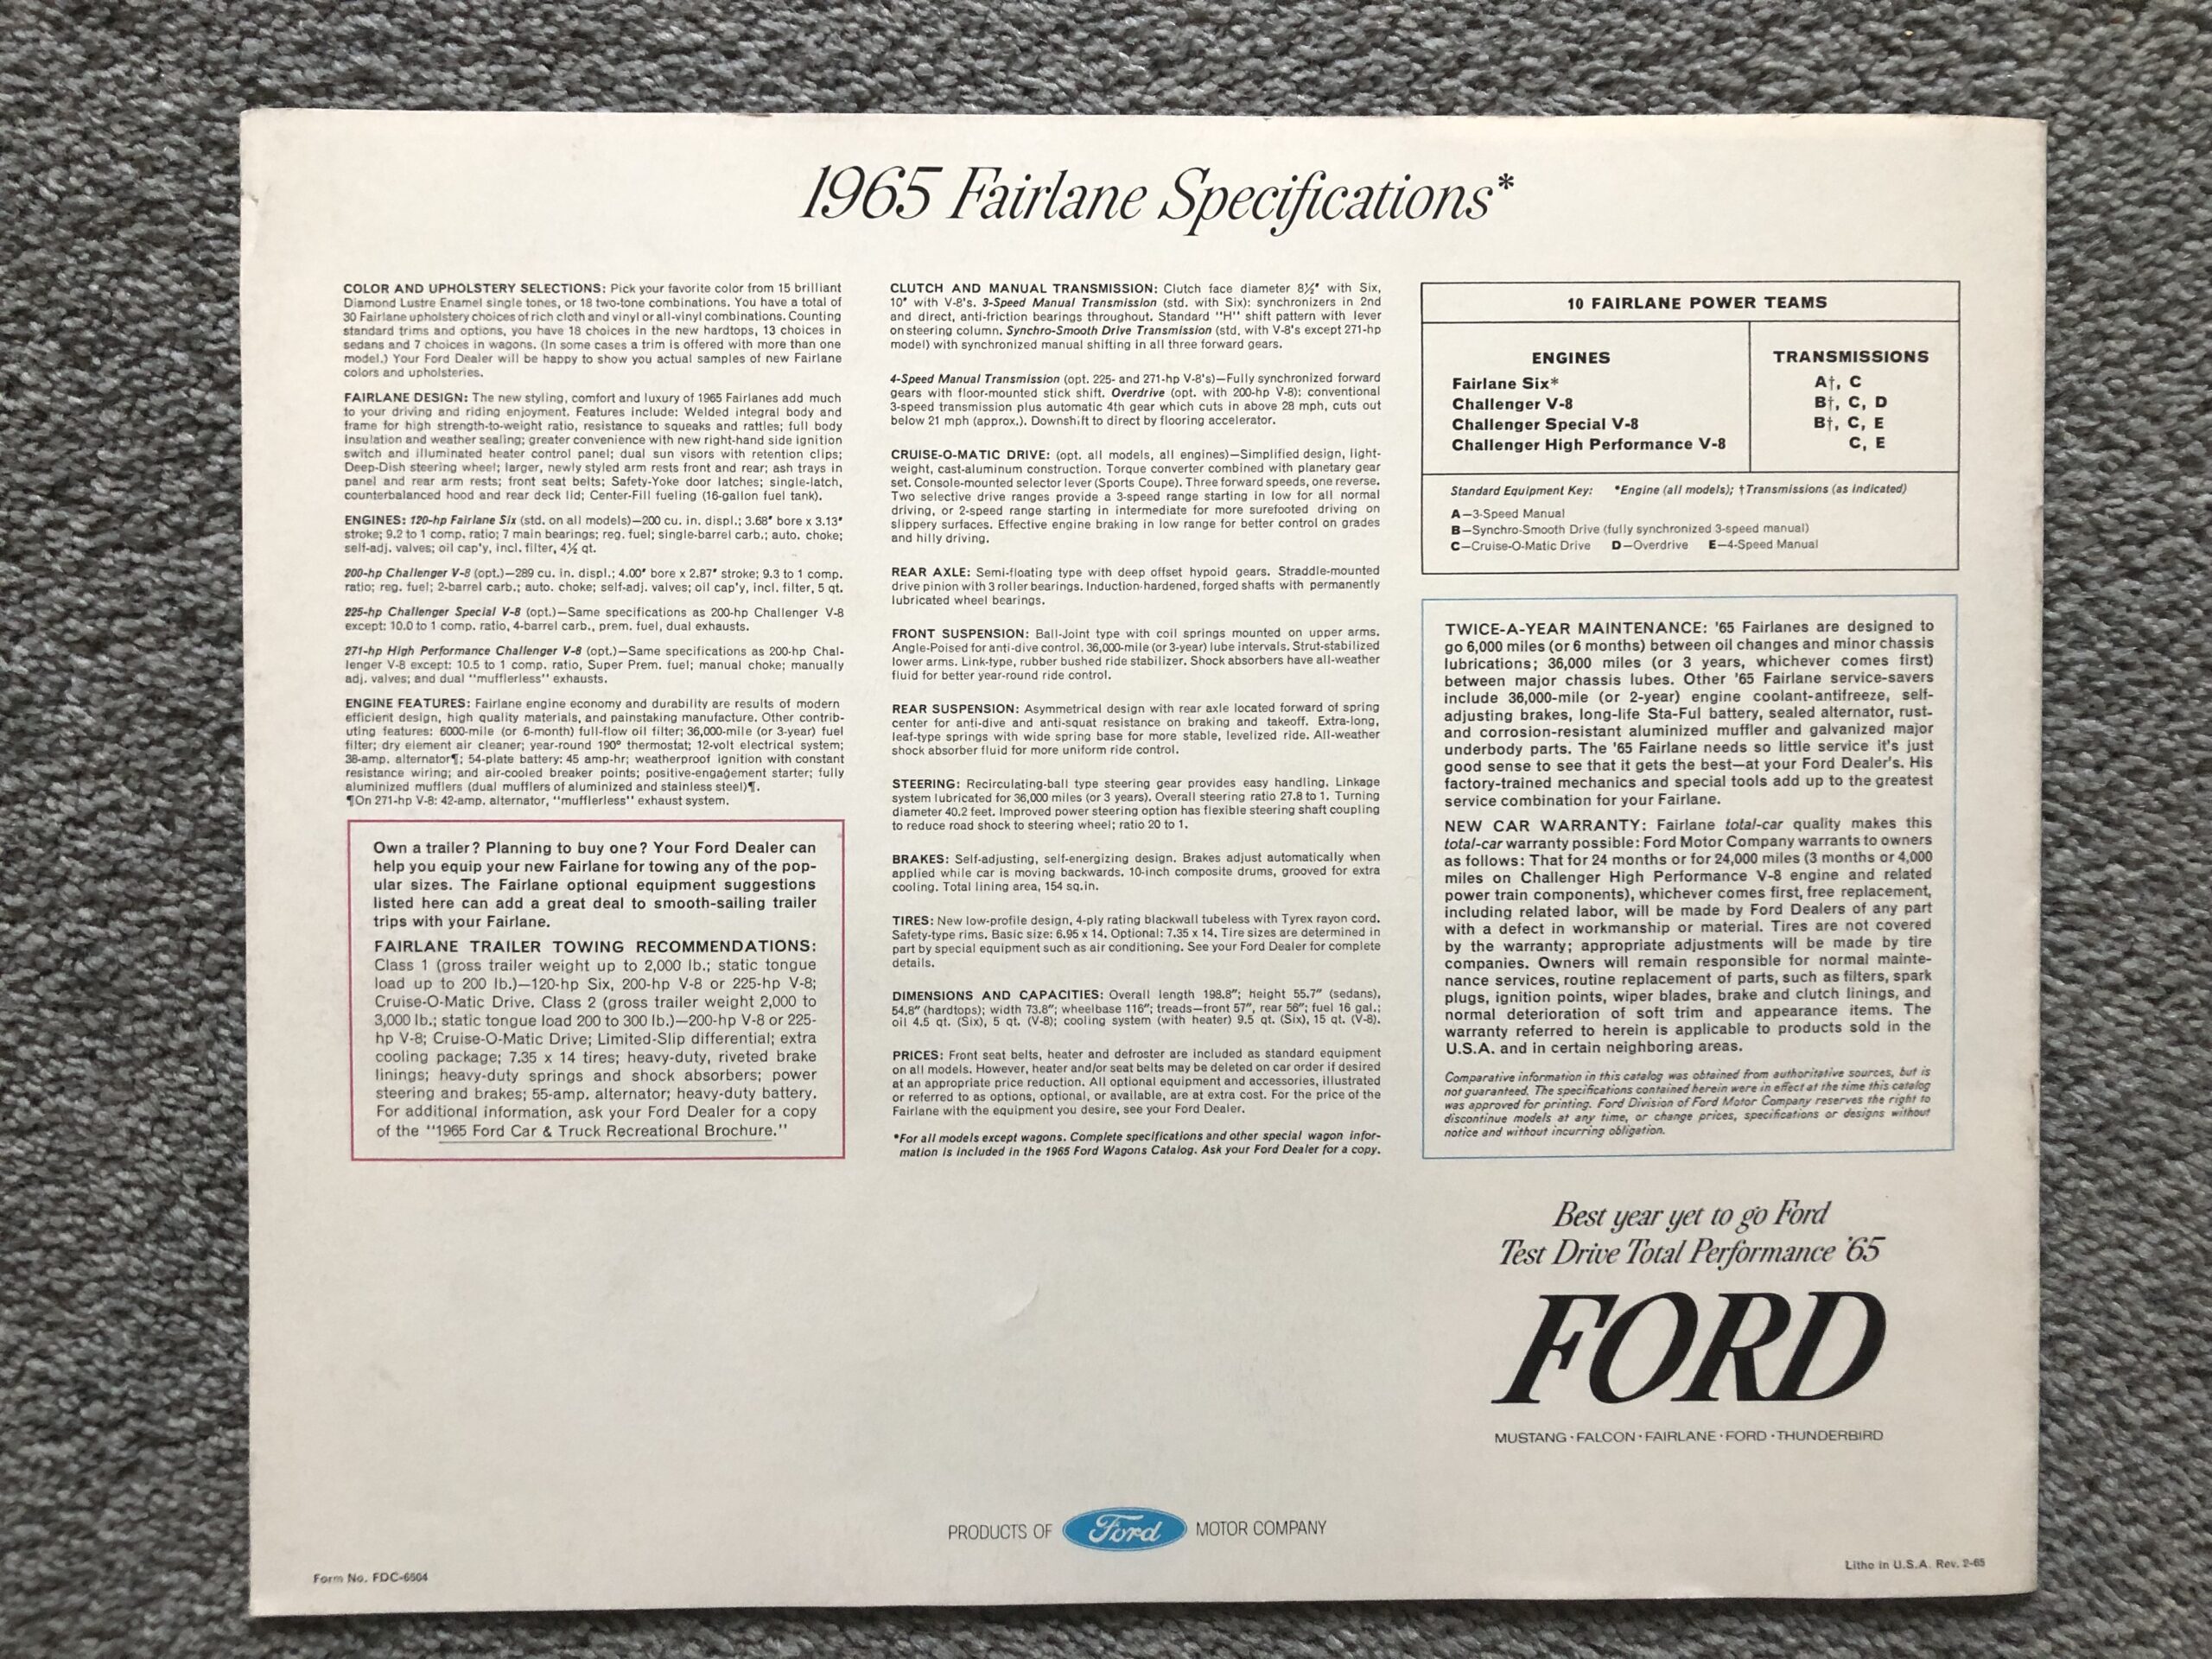 1965 Fairlane Specifications*
COLOR AND UPHOLSTERY SELECTIONS: Pick your favorite color from 15 brilliant
Diamond Lustre Enamel single tones, or 18 two-tone combinations. You have a total of
30 Fairlane upholstery choices of rich cloth and vinyl or all-vinyl combinations. Counting
standard trims and options, you have 18 choices in the new hardtops, 13 choices in
sedans and 7 choices in wagons. (In some cases a trim is offered with more than one
model.) Your Ford Dealer will be happy to show you actual samples of new Fairlane
colors and upholsteries.
FAIRLANE DESIGN: The new styling, comfort and luxury of 1965 Fairlanes add much
to your driving and riding enjoyment. Features include: Welded integral body and
frame for high strength-to-weight ratio, resistance to squeaks and rattles; full body
insulation and weather sealing; greater convenience with new right-hand side ignition
switch and illuminated heater control panel; dual sun visors with retention clips;
Deep-Dish steering wheel; larger, newly styled arm rests front and rear; ash trays in
panel and rear arm rests; front seat belts; Safety-Yoke door latches; single-latch,
counterbalanced hood and rear deck lid; Center-Fill fueling (16-gallon fuel tank).
ENGINES: 120-hp Fairlane Six (std. on all models)—200 cu. in. displ.; 3.68" bore x 3.13"
stroke; 9.2 to 1 comp. ratio; 7 main bearings; reg. fuel; single-barrel carb.; auto. choke;
self-adj. valves; oil cap'y, incl. filter, 4½ qt.
200-hp Challenger V-8 (opt.)—289 cu. in. displ.; 4.00" bore x 2.87" stroke; 9.3 to 1 comp.
ratio; reg. fuel; 2-barrel carb.; auto. choke; self-adj. valves; oil cap'y, incl. filter, 5 qt.
225-hp Challenger Special V-8 (opt.)—Same specifications as 200-hp Challenger V-8
except: 10.0 to 1 comp. ratio, 4-barrel carb., prem. fuel, dual exhausts.
271-hp High Performance Challenger V-8 (opt.)—Same specifications as 200-hp Chal-
lenger V-8 except: 10.5 to 1 comp. ratio, Super Prem. fuel; manual choke; manually
adj. valves; and dual "mufflerless" exhausts.
ENGINE FEATURES: Fairlane engine economy and durability are results of modern
efficient design, high quality materials, and painstaking manufacture. Other contrib-
uting features: 6000-mile (or 6-month) full-flow oil filter; 36,000-mile (or 3-year) fuel
filter; dry element air cleaner; year-round 190° thermostat; 12-volt electrical system;
38-amp. alternator¶; 54-plate battery: 45 amp-hr; weatherproof ignition with constant
resistance wiring; and air-cooled breaker points; positive-engagement starter; fully
aluminized mufflers (dual mufflers of aluminized and stainless steel)¶.
¶On 271-hp V-8: 42-amp. alternator, "mufflerless" exhaust system.
Own a trailer? Planning to buy one? Your Ford Dealer can
help you equip your new Fairlane for towing any of the pop-
ular sizes. The Fairlane optional equipment suggestions
listed here can add a great deal to smooth-sailing trailer
trips with your Fairlane.
FAIRLANE TRAILER TOWING RECOMMENDATIONS:
Class 1 (gross trailer weight up to 2,000 lb.; static tongue
load up to 200 lb.)—120-hp Six, 200-hp V-8 or 225-hp V-8;
Cruise-O-Matic Drive. Class 2 (gross trailer weight 2,000 to
3,000 lb.; static tongue load 200 to 300 lb.)—200-hp V-8 or 225-
hp V-8; Cruise-O-Matic Drive; Limited-Slip differential; extra
cooling package; 7.35 x 14 tires; heavy-duty, riveted brake
linings; heavy-duty springs and shock absorbers; power
steering and brakes; 55-amp. alternator; heavy-duty battery.
For additional information, ask your Ford Dealer for a copy
of the "1965 Ford Car & Truck Recreational Brochure."
CLUTCH AND MANUAL TRANSMISSION: Clutch face diameter 8½" with Six,
10" with V-8's. 3-Speed Manual Transmission (std. with Six): synchronizers in 2nd
and direct, anti-friction bearings throughout. Standard "H" shift pattern with lever
on steering column. Synchro-Smooth Drive Transmission (std. with V-8's except 271-hp
model) with synchronized manual shifting in all three forward gears.
4-Speed Manual Transmission (opt. 225- and 271-hp V-8's)—Fully synchronized forward
gears with floor-mounted stick shift. Overdrive (opt. with 200-hp V-8): conventional
3-speed transmission plus automatic 4th gear which cuts in above 28 mph, cuts out
below 21 mph (approx.). Downshift to direct by flooring accelerator.
CRUISE-O-MATIC DRIVE: (opt. all models, all engines)—Simplified design, light-
weight, cast-aluminum construction. Torque converter combined with planetary gear
set. Console-mounted selector lever (Sports Coupe). Three forward speeds, one reverse.
Two selective drive ranges provide a 3-speed range starting in low for all normal
driving, or 2-speed range starting in intermediate for more surefooted driving on
slippery surfaces. Effective engine braking in low range for better control on grades
and hilly driving.
REAR AXLE: Semi-floating type with deep offset hypoid gears. Straddle-mounted
drive pinion with 3 roller bearings. Induction-hardened, forged shafts with permanently
lubricated wheel bearings.
FRONT SUSPENSION: Ball-Joint type with coil springs mounted on upper arms.
Angle-Poised for anti-dive control. 36,000-mile (or 3-year) lube intervals. Strut-stabilized
lower arms. Link-type, rubber bushed ride stabilizer. Shock absorbers have all-weather
fluid for better year-round ride control.
REAR SUSPENSION: Asymmetrical design with rear axle located forward of spring
center for anti-dive and anti-squat resistance on braking and takeoff. Extra-long,
leaf-type springs with wide spring base for more stable, levelized ride. All-weather
shock absorber fluid for more uniform ride control.
STEERING: Recirculating-ball type steering gear provides easy handling. Linkage
system lubricated for 36,000 miles (or 3 years). Overall steering ratio 27.8 to 1. Turning
diameter 40.2 feet. Improved power steering option has flexible steering shaft coupling
to reduce road shock to steering wheel; ratio 20 to 1.
BRAKES: Self-adjusting, self-energizing design. Brakes adjust automatically when
applied while car is moving backwards. 10-inch composite drums, grooved for extra
cooling. Total lining area, 154 sq.in.
TIRES: New low-profile design, 4-ply rating blackwall tubeless with Tyrex rayon cord.
Safety-type rims. Basic size: 6.95 x 14. Optional: 7.35 x 14. Tire sizes are determined in
part by special equipment such as air conditioning. See your Ford Dealer for complete
details.
DIMENSIONS AND CAPACITIES: Overall length 198.8"; height 55.7" (sedans),
54.8" (hardtops); width 73.8"; wheelbase 116"; treads—front 57", rear 56"; fuel 16 gal.;
oil 4.5 qt. (Six), 5 qt. (V-8); cooling system (with heater) 9.5 qt. (Six), 15 qt. (V-8).
PRICES: Front seat belts, heater and defroster are included as standard equipment
on all models. However, heater and/or seat belts may be deleted on car order if desired
at an appropriate price reduction. All optional equipment and accessories, illustrated
or referred to as options, optional, or available, are at extra cost. For the price of the
Fairlane with the equipment you desire, see your Ford Dealer.
*For all models except wagons. Complete specifications and other special wagon infor-
mation is included in the 1965 Ford Wagons Catalog. Ask your Ford Dealer for a copy.
10 FAIRLANE POWER TEAMS
ENGINES TRANSMISSIONS
Fairlane Six* A†, C
Challenger V-8 B†, C, D
Challenger Special V-8 B†, C, E
Challenger High Performance V-8 C, E
Standard Equipment Key: *Engine (all models); †Transmissions (as indicated)
A—3-Speed Manual
B—Synchro-Smooth Drive (fully synchronized 3-speed manual)
C—Cruise-O-Matic Drive D—Overdrive E—4-Speed Manual
TWICE-A-YEAR MAINTENANCE: '65 Fairlanes are designed to
go 6,000 miles (or 6 months) between oil changes and minor chassis
lubrications; 36,000 miles (or 3 years, whichever comes first)
between major chassis lubes. Other '65 Fairlane service-savers
include 36,000-mile (or 2-year) engine coolant-antifreeze, self-
adjusting brakes, long-life Sta-Ful battery, sealed alternator, rust-
and corrosion-resistant aluminized muffler and galvanized major
underbody parts. The '65 Fairlane needs so little service it's just
good sense to see that it gets the best—at your Ford Dealer's. His
factory-trained mechanics and special tools add up to the greatest
service combination for your Fairlane.
NEW CAR WARRANTY: Fairlane total-car quality makes this
total-car warranty possible: Ford Motor Company warrants to owners
as follows: That for 24 months or for 24,000 miles (3 months or 4,000
miles on Challenger High Performance V-8 engine and related
power train components), whichever comes first, free replacement,
including related labor, will be made by Ford Dealers of any part
with a defect in workmanship or material. Tires are not covered
by the warranty; appropriate adjustments will be made by tire
companies. Owners will remain responsible for normal mainte-
nance services, routine replacement of parts, such as filters, spark
plugs, ignition points, wiper blades, brake and clutch linings, and
normal deterioration of soft trim and appearance items. The
warranty referred to herein is applicable to products sold in the
U.S.A. and in certain neighboring areas.
Comparative information in this catalog was obtained from authoritative sources, but is
not guaranteed. The specifications contained herein were in effect at the time this catalog
was approved for printing. Ford Division of Ford Motor Company reserves the right to
discontinue models at any time, or change prices, specifications or designs without
notice and without incurring obligation.
Best year yet to go Ford
Test Drive Total Performance '65
FORD
MUSTANG · FALCON · FAIRLANE · FORD · THUNDERBIRD
PRODUCTS OF Ford MOTOR COMPANY
Form No. FDC-6504
Litho in U.S.A. Rev. 2-65